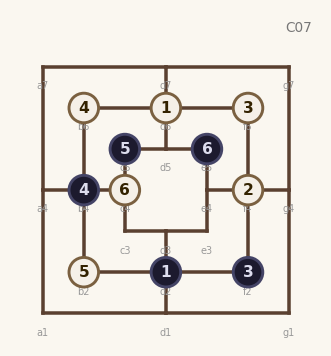 C07
a7 d7 g7
4 1 3
b6 d6 f6
5 6
c5 d5 e5
4 6 2
a4 b4 c4 e4 f4 g4
c3 d3 e3
5 1 3
b2 d2 f2
a1 d1 g1